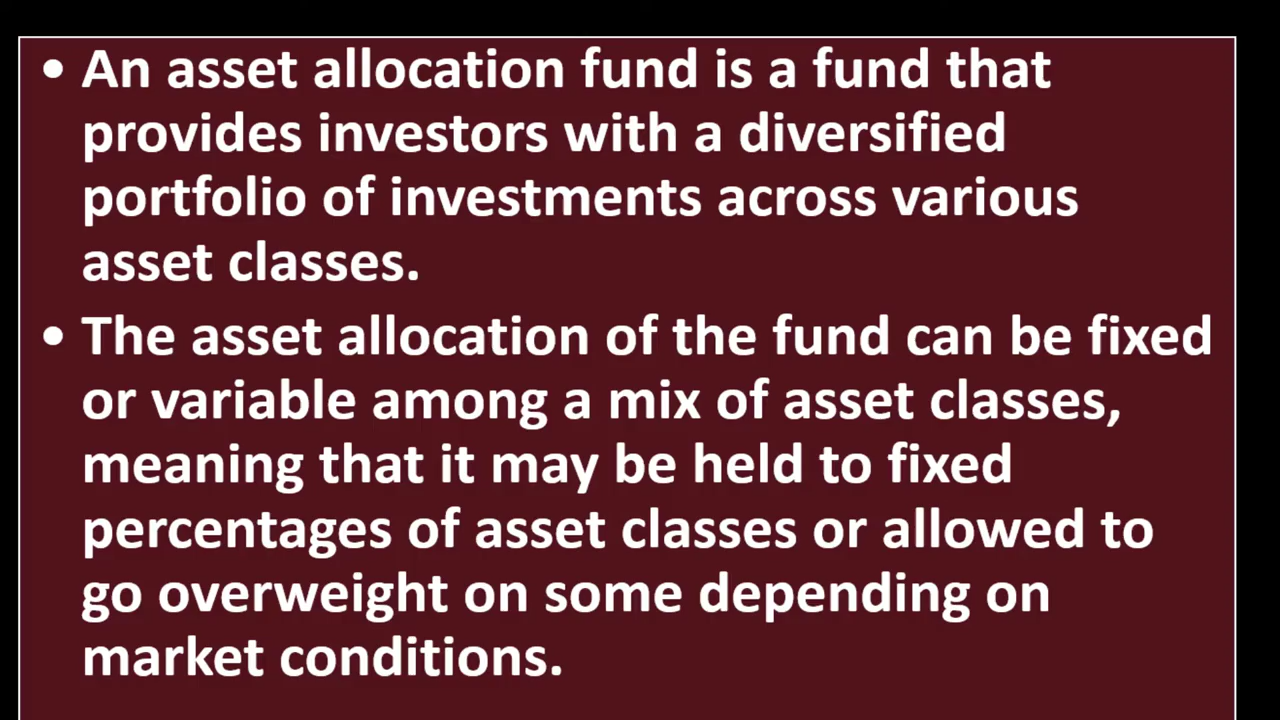 • An asset allocation fund is a fund that
provides investors with a diversified
portfolio of investments across various
asset classes.
• The asset allocation of the fund can be fixed
or variable among a mix of asset classes,
meaning that it may be held to fixed
percentages of asset classes or allowed to
go overweight on some depending on
market conditions.